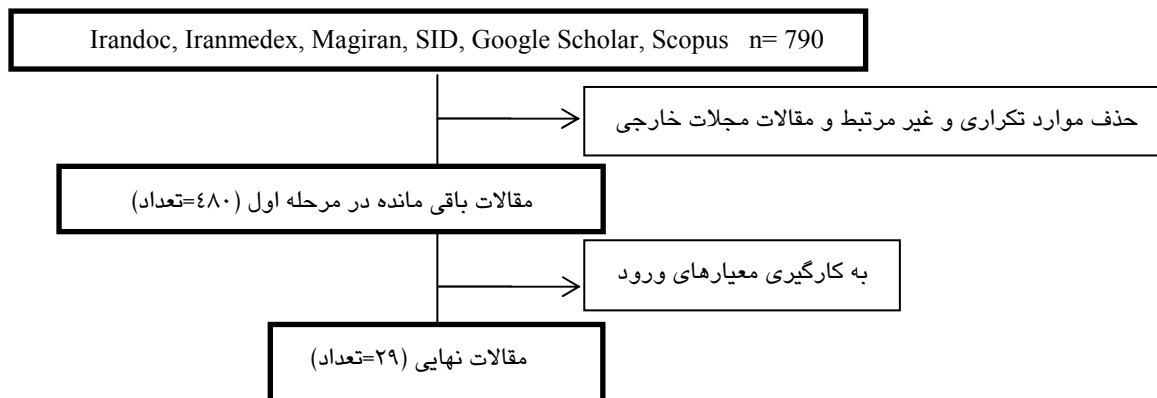 Irandoc, Iranmedex, Magiran, SID, Google Scholar, Scopus n= 790
حذف موارد تکراری و غیر مرتبط و مقالات مجلات خارجی
مقالات باقی مانده در مرحله اول (٤٨٠=تعداد)
به کارگیری معیارهای ورود
مقالات نهایی (٢٩=تعداد)